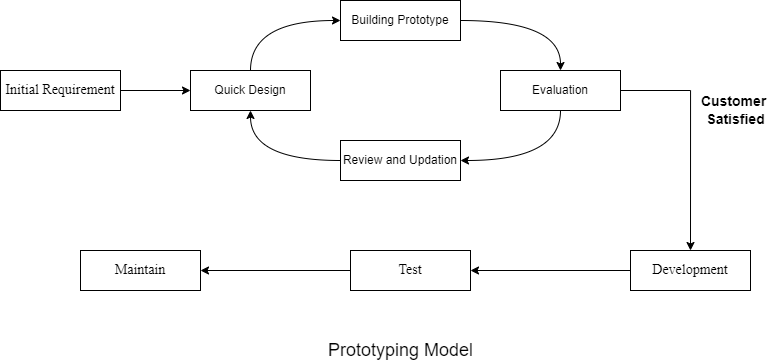 Building Prototype
Initial Requirement
Quick Design
Evaluation
Customer
Satisfied
Review and Updation
Maintain
Test
Development
Prototyping Model